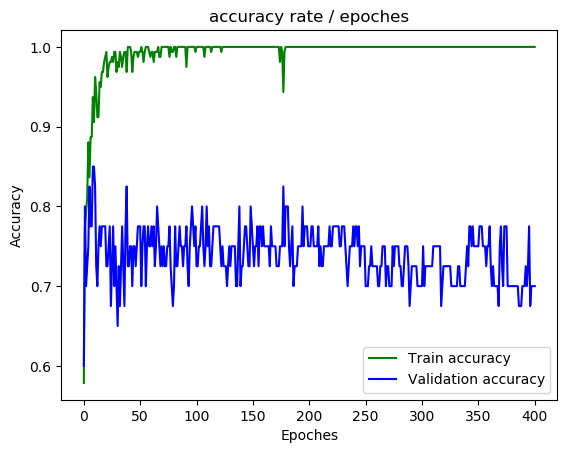 accuracy rate / epoches
1.0
0.9
0.8
0.7
0.6
Accuracy
0 50 100 150 200 250 300 350 400
Epoches
Train accuracy
Validation accuracy